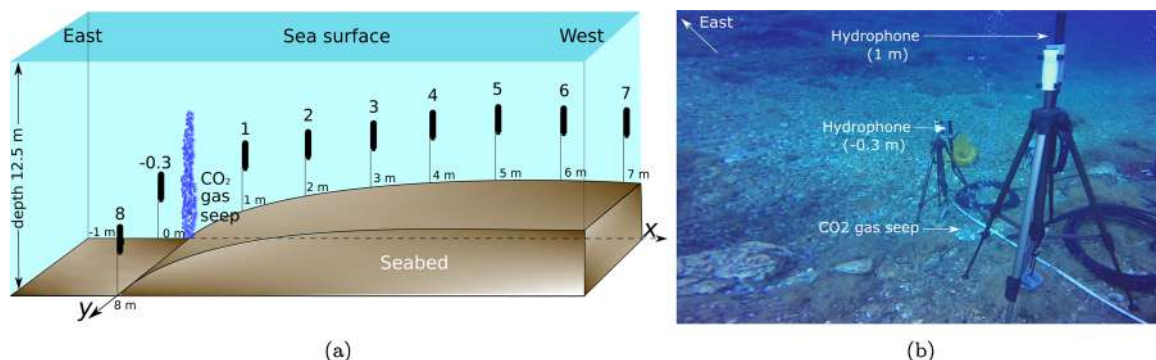 East
Sea surface
West
depth 12.5 m
8
-0.3
1
2
3
4
5
6
7
CO₂
gas
seep
-1 m
0 m
1 m
2 m
3 m
4 m
5 m
6 m
7 m
x
Seabed
y
8 m
(a)
East
Hydrophone
(1 m)
Hydrophone
(-0.3 m)
CO2 gas seep
(b)